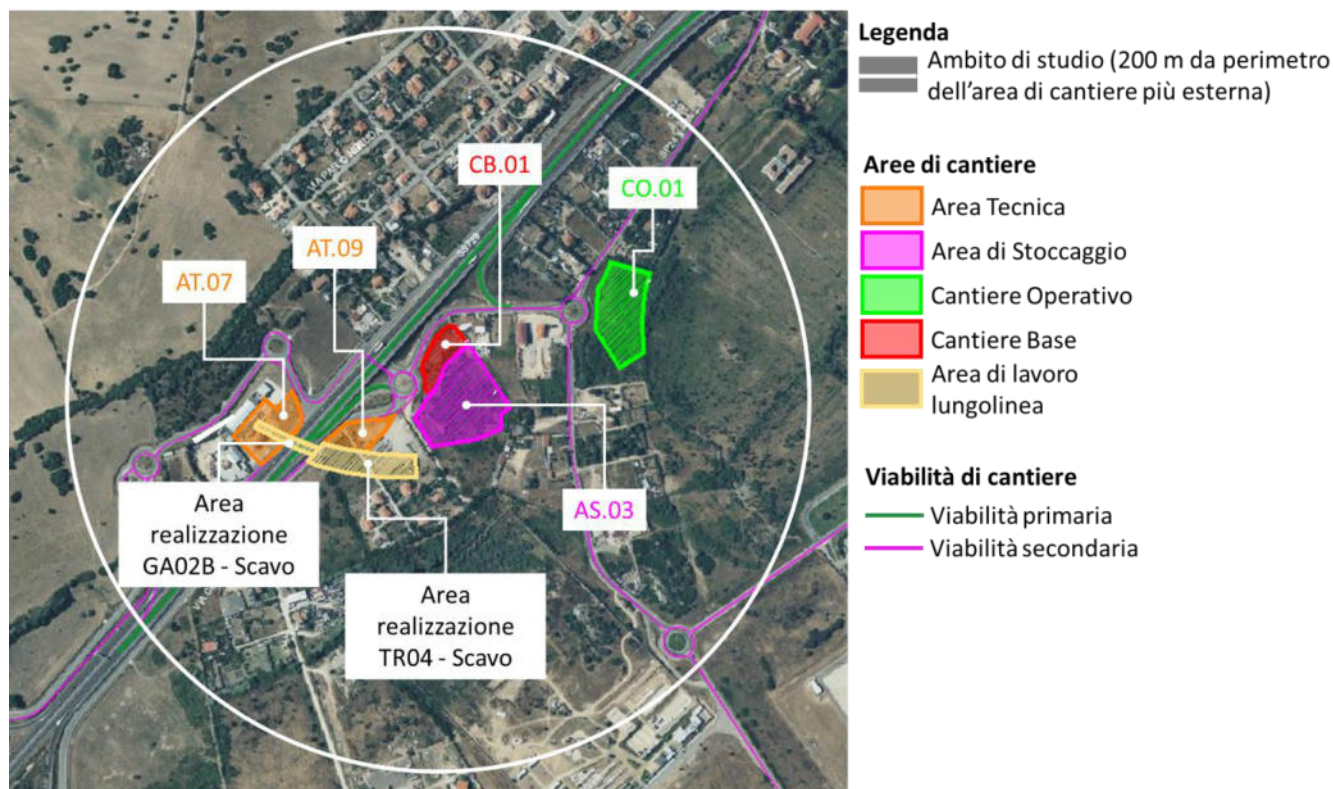 CB.01
CO.01
AT.09
AT.07
AS.03
Area
realizzazione
GA02B - Scavo
Area
realizzazione
TR04 - Scavo
SS729
Legenda
Ambito di studio (200 m da perimetro
dell’area di cantiere più esterna)
Aree di cantiere
Area Tecnica
Area di Stoccaggio
Cantiere Operativo
Cantiere Base
Area di lavoro
lungolinea
Viabilità di cantiere
Viabilità primaria
Viabilità secondaria